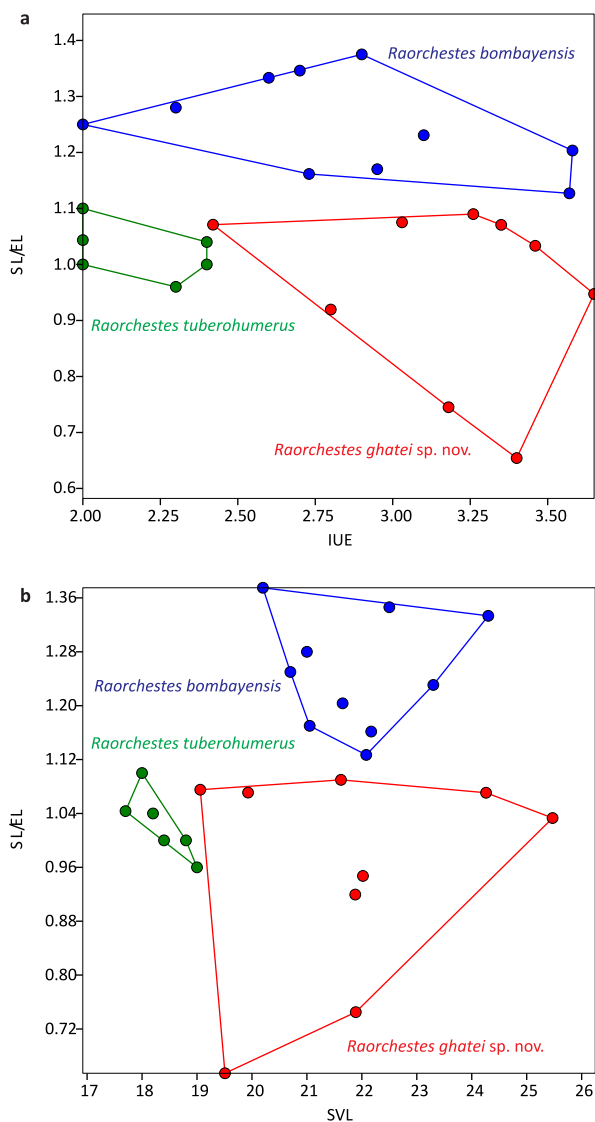 a
1.4
1.3
1.2
1.1
1.0
0.9
0.8
0.7
0.6
SL/EL
Raorchestes bombayensis
Raorchestes tuberohumerus
Raorchestes ghatei sp. nov.
2.00 2.25 2.50 2.75 3.00 3.25 3.50
IUE
b
1.36
1.28
1.20
1.12
1.04
0.96
0.88
0.80
0.72
SL/EL
Raorchestes bombayensis
Raorchestes tuberohumerus
Raorchestes ghatei sp. nov.
17 18 19 20 21 22 23 24 25 26
SVL